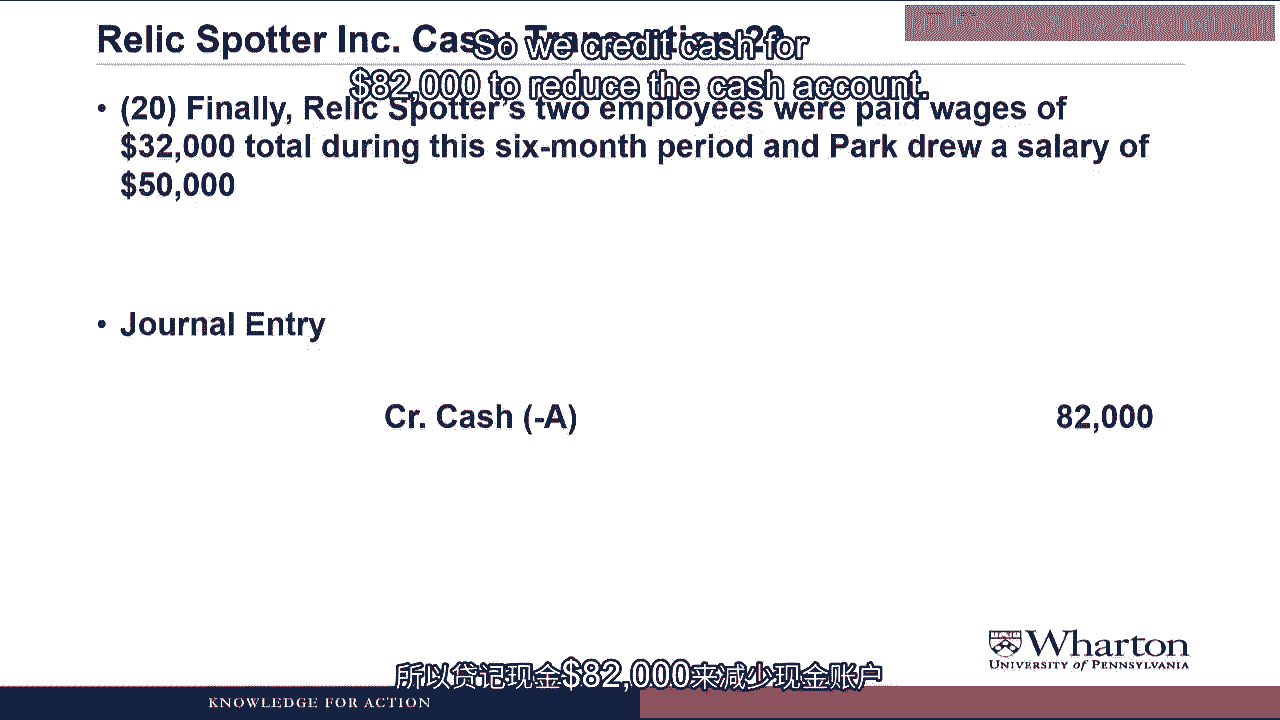 Relic Spotter Inc. Case: Transaction 20
So we credit cash for
$82,000 to reduce the cash account.
• (20) Finally, Relic Spotter's two employees were paid wages of
$32,000 total during this six-month period and Park drew a salary of
$50,000
• Journal Entry
Cr. Cash (-A) 82,000
Wharton
UNIVERSITY of PENNSYLVANIA
所以贷记现金$82,000来减少现金账户
KNOWLEDGE FOR ACTION